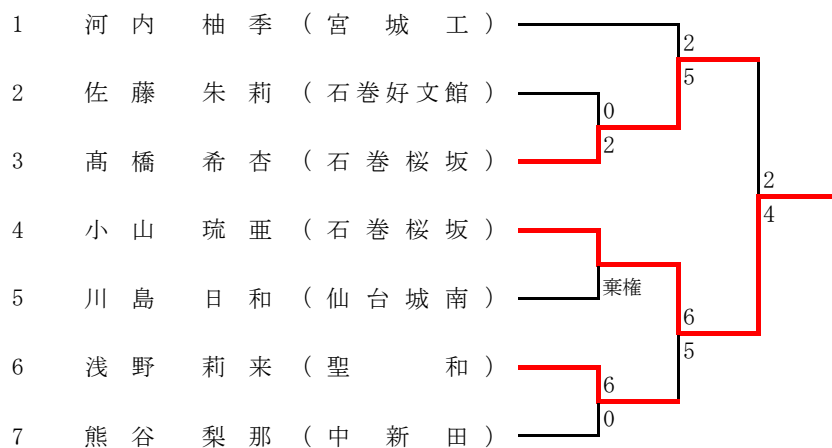 1 河内 柚季 (宮城工)
2
5
2 佐藤 朱莉 (石巻好文館)
0
2
3 髙橋 希杏 (石巻桜坂)
2
4
4 小山 琉亜 (石巻桜坂)
5 川島 日和 (仙台城南)
棄権
6
5
6 浅野 莉来 (聖和)
6
0
7 熊谷 梨那 (中新田)